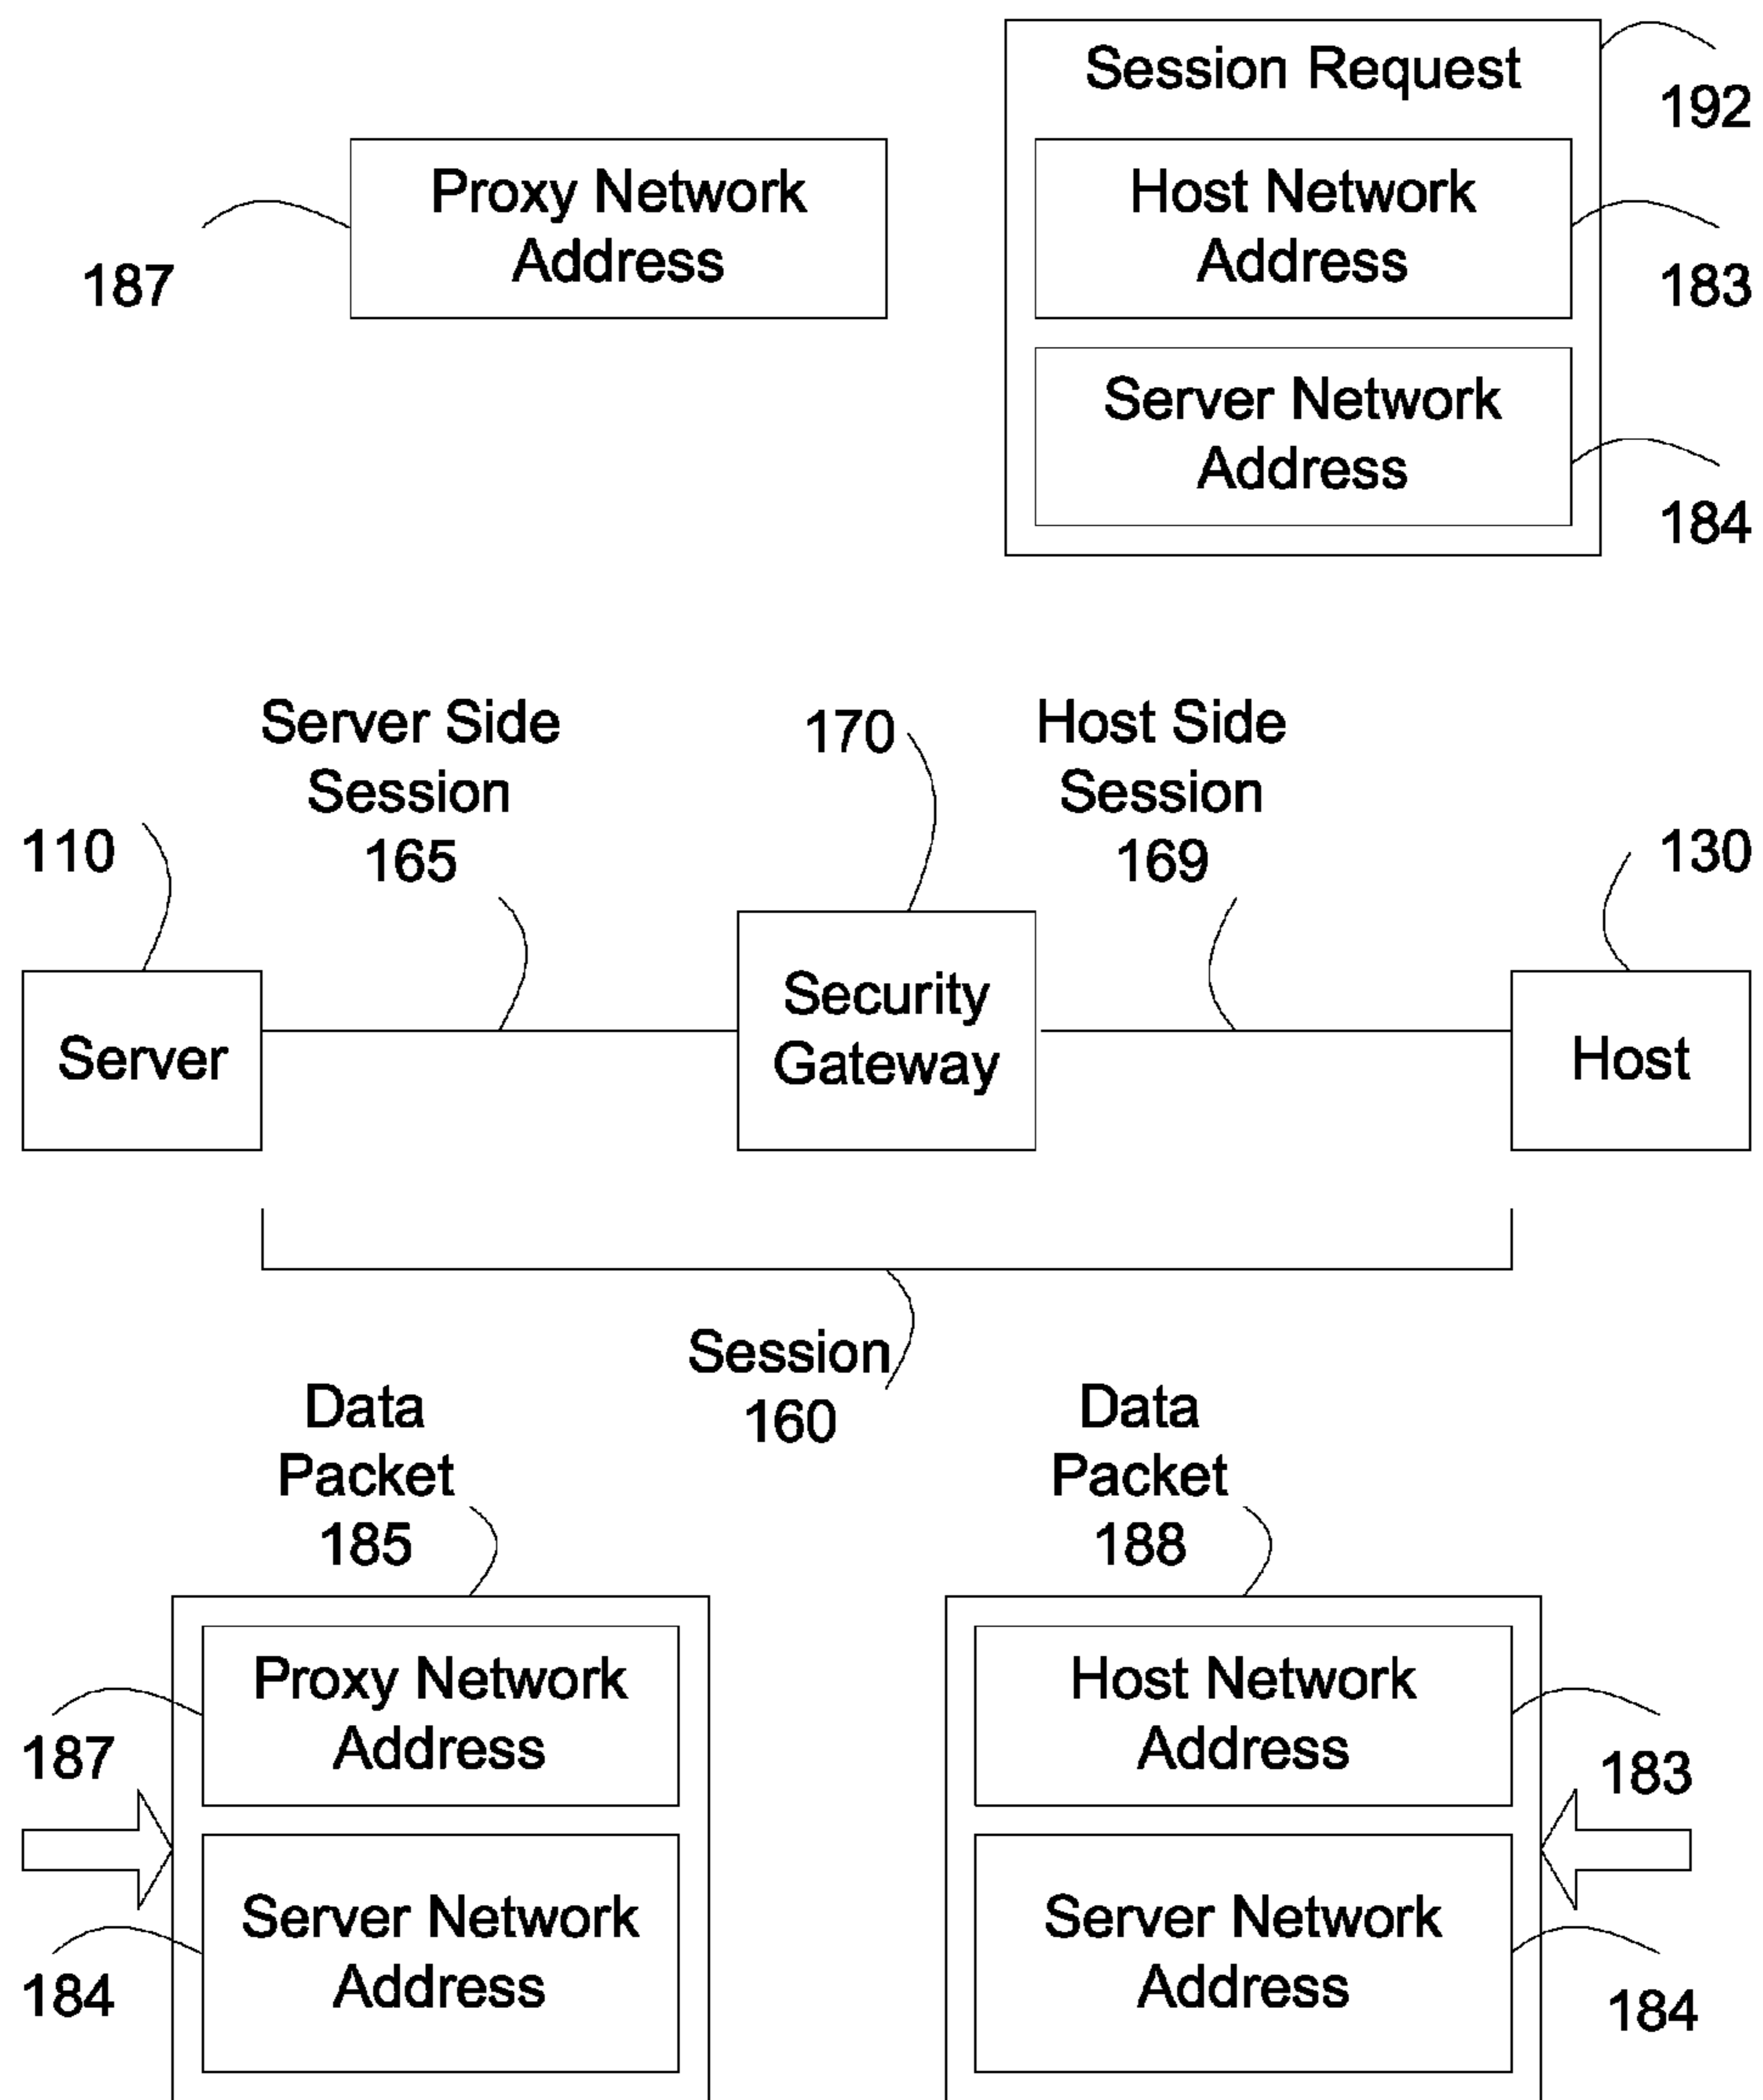 Session Request
192
Proxy Network
Address
187
Host Network
Address
183
Server Network
Address
184
Server Side
Session
165
170
Host Side
Session
169
110
130
Server
Security
Gateway
Host
Session
160
Data
Packet
185
Data
Packet
188
Proxy Network
Address
187
Host Network
Address
183
Server Network
Address
184
Server Network
Address
184